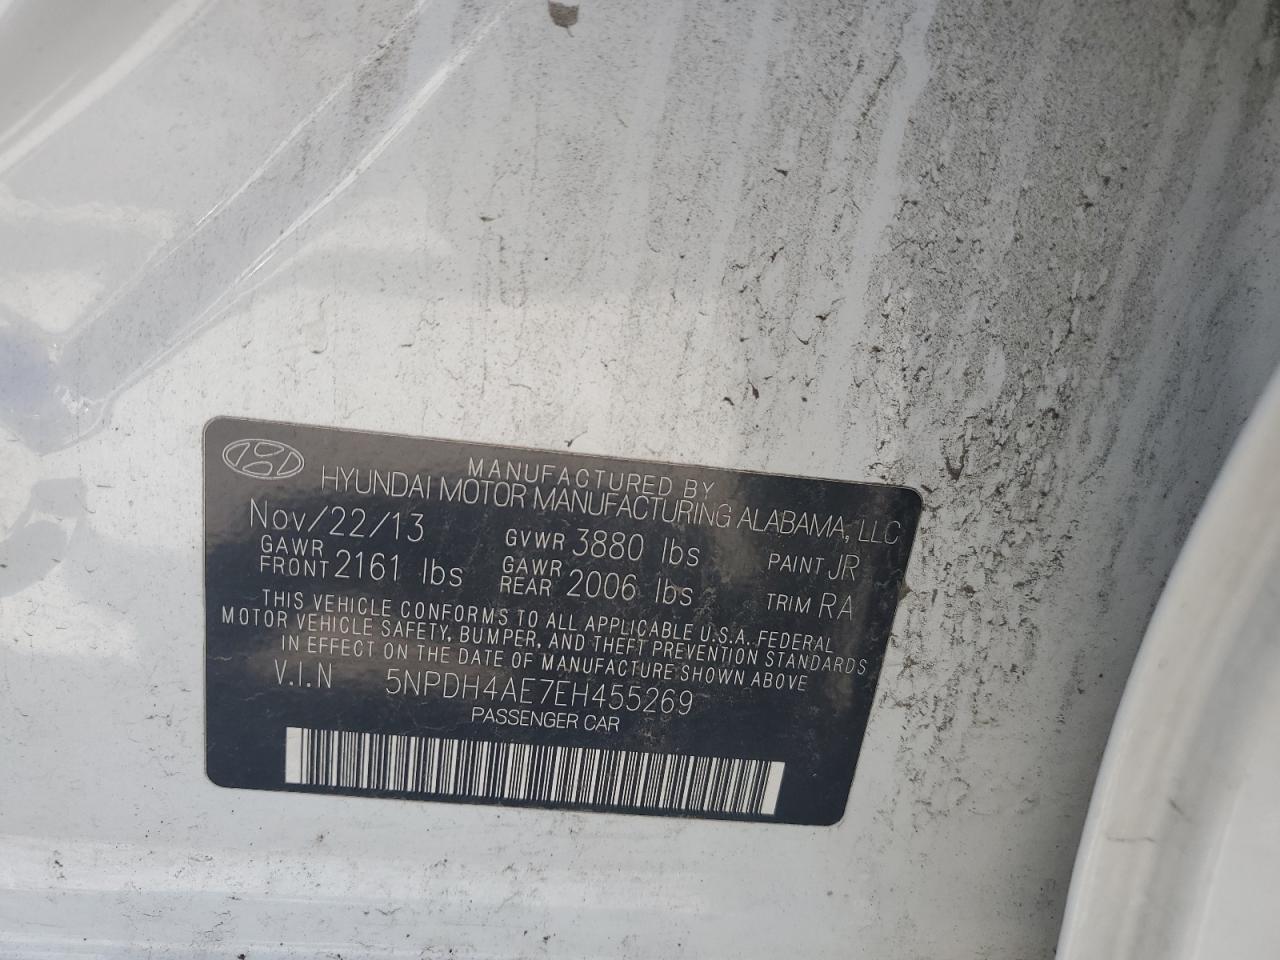 MANUFACTURED BY
HYUNDAI MOTOR MANUFACTURING ALABAMA, LLC
Nov/22/13 GVWR 3880 lbs PAINT JR
GAWR FRONT 2161 lbs GAWR REAR 2006 lbs TRIM RA
THIS VEHICLE CONFORMS TO ALL APPLICABLE U.S.A. FEDERAL
MOTOR VEHICLE SAFETY, BUMPER, AND THEFT PREVENTION STANDARDS
IN EFFECT ON THE DATE OF MANUFACTURE SHOWN ABOVE
V.I.N 5NPDH4AE7EH455269
PASSENGER CAR